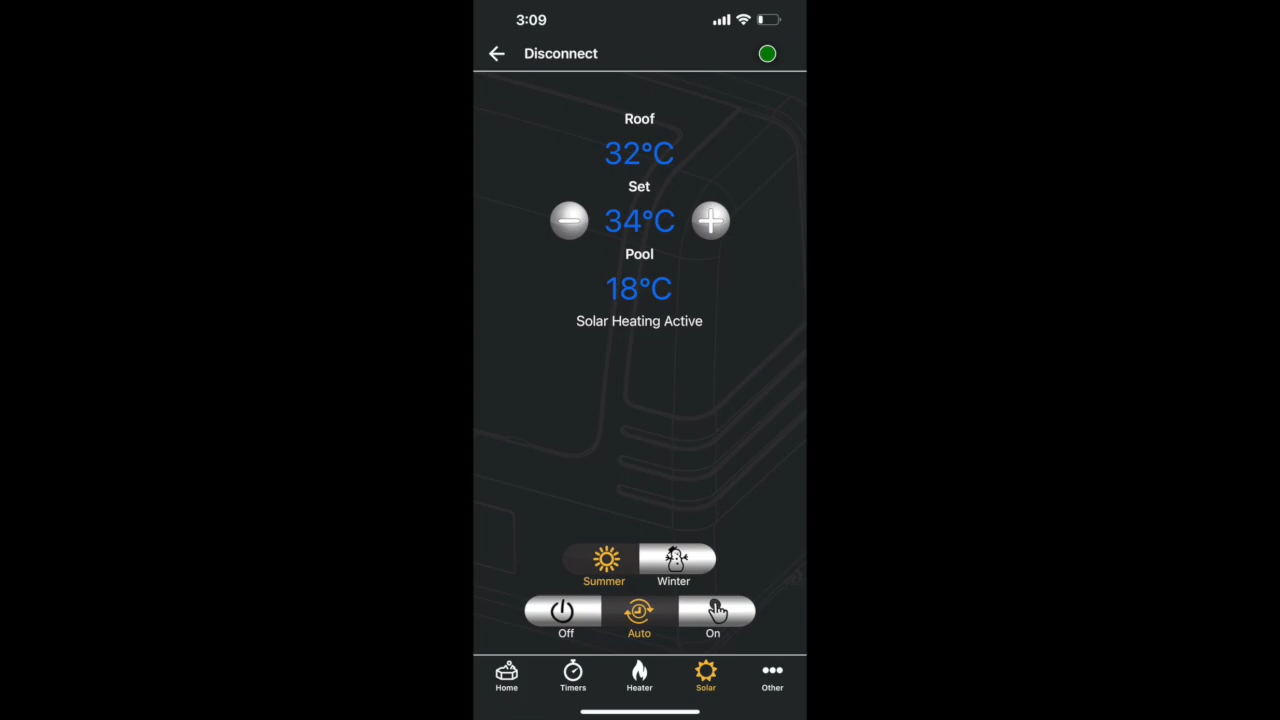 3:09
Disconnect
Roof
32°C
Set
34°C
Pool
18°C
Solar Heating Active
Summer Winter
Off Auto On
Home Timers Heater Solar Other